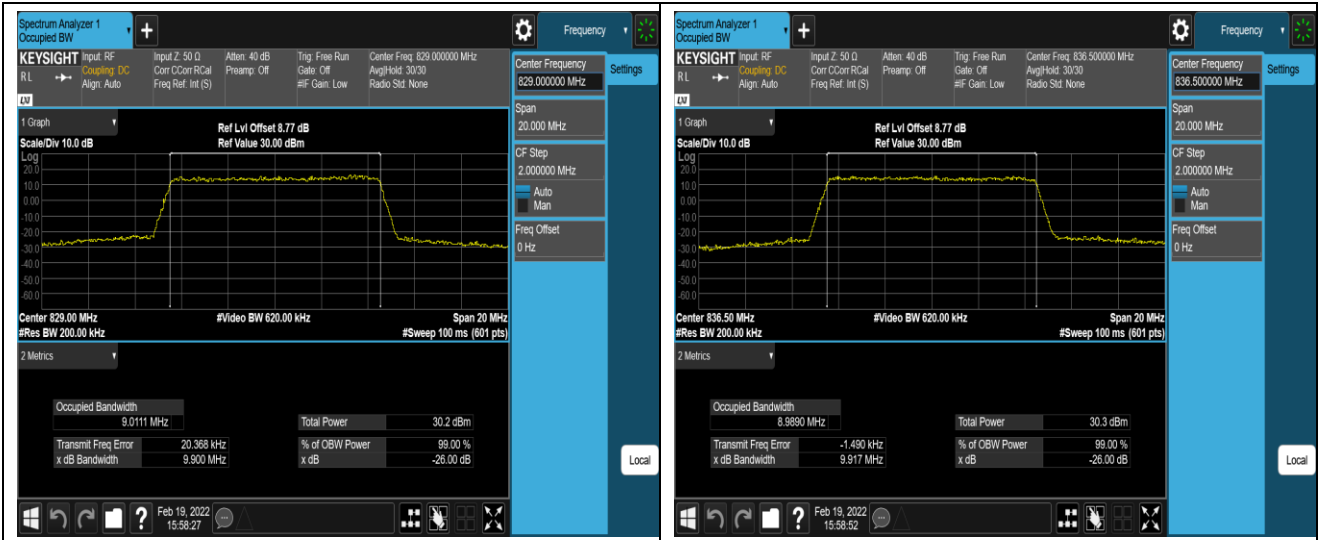 Spectrum Analyzer 1
Occupied BW
Frequency
KEYSIGHT
R L
LXI
Input: RF
Coupling: DC
Align: Auto
Input Z: 50 Ω
Corr CCorr RCal
Freq Ref: Int (S)
Atten: 40 dB
Preamp: Off
Trig: Free Run
Gate: Off
#IF Gain: Low
Center Freq: 829.000000 MHz
Avg|Hold: 30/30
Radio Std: None
Center Frequency
829.000000 MHz
Settings
Span
20.000 MHz
CF Step
2.000000 MHz
Auto
Man
Freq Offset
0 Hz
Local
1 Graph
Scale/Div 10.0 dB
Ref Lvl Offset 8.77 dB
Ref Value 30.00 dBm
Log
20.0
10.0
0.00
-10.0
-20.0
-30.0
-40.0
-50.0
-60.0
Center 829.00 MHz
#Video BW 620.00 kHz
Span 20 MHz
#Res BW 200.00 kHz
#Sweep 100 ms (601 pts)
2 Metrics
Occupied Bandwidth
9.0111 MHz
Total Power 30.2 dBm
Transmit Freq Error 20.368 kHz
% of OBW Power 99.00 %
x dB Bandwidth 9.900 MHz
x dB -26.00 dB
?
Feb 19, 2022
15:58:27
Spectrum Analyzer 1
Occupied BW
Frequency
KEYSIGHT
R L
LXI
Input: RF
Coupling: DC
Align: Auto
Input Z: 50 Ω
Corr CCorr RCal
Freq Ref: Int (S)
Atten: 40 dB
Preamp: Off
Trig: Free Run
Gate: Off
#IF Gain: Low
Center Freq: 836.500000 MHz
Avg|Hold: 30/30
Radio Std: None
Center Frequency
836.500000 MHz
Settings
Span
20.000 MHz
CF Step
2.000000 MHz
Auto
Man
Freq Offset
0 Hz
Local
1 Graph
Scale/Div 10.0 dB
Ref Lvl Offset 8.77 dB
Ref Value 30.00 dBm
Log
20.0
10.0
0.00
-10.0
-20.0
-30.0
-40.0
-50.0
-60.0
Center 836.50 MHz
#Video BW 620.00 kHz
Span 20 MHz
#Res BW 200.00 kHz
#Sweep 100 ms (601 pts)
2 Metrics
Occupied Bandwidth
8.9890 MHz
Total Power 30.3 dBm
Transmit Freq Error -1.490 kHz
% of OBW Power 99.00 %
x dB Bandwidth 9.917 MHz
x dB -26.00 dB
?
Feb 19, 2022
15:58:52